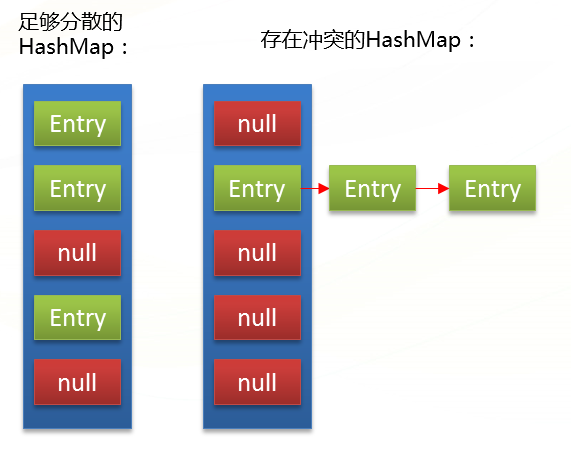 足够分散的
HashMap：
存在冲突的HashMap：
Entry
Entry
null
Entry
null
null
Entry
Entry
Entry
null
null
null